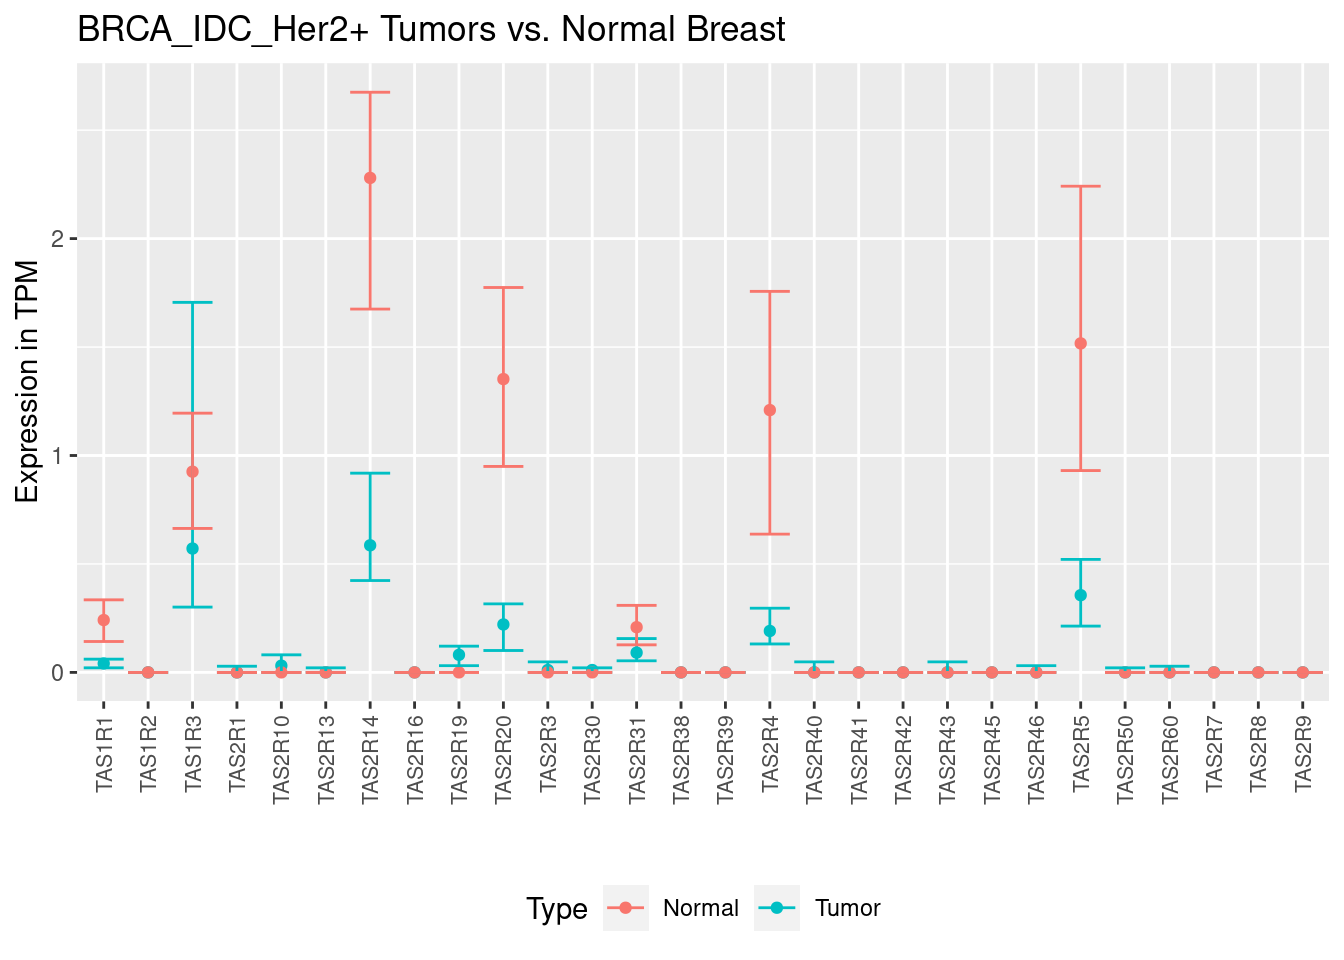 BRCA_IDC_Her2+ Tumors vs. Normal Breast
Expression in TPM
2
1
0
TAS1R1
TAS1R2
TAS1R3
TAS2R1
TAS2R10
TAS2R13
TAS2R14
TAS2R16
TAS2R19
TAS2R20
TAS2R3
TAS2R30
TAS2R31
TAS2R38
TAS2R39
TAS2R4
TAS2R40
TAS2R41
TAS2R42
TAS2R43
TAS2R45
TAS2R46
TAS2R5
TAS2R50
TAS2R60
TAS2R7
TAS2R8
TAS2R9
Type Normal Tumor